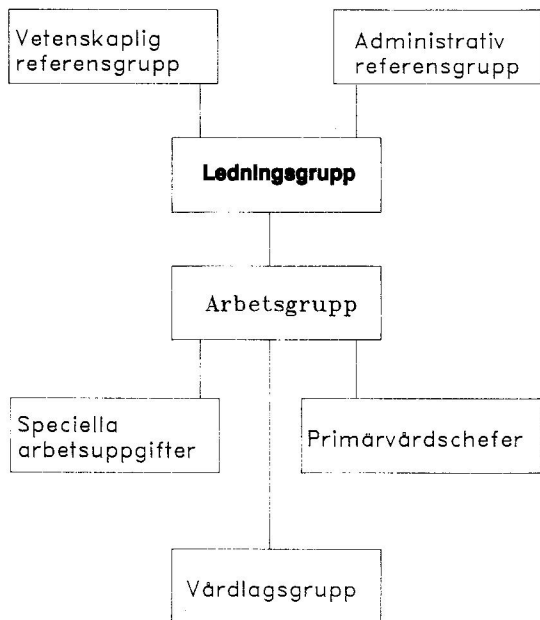 Vetenskaplig
referensgrupp
Administrativ
referensgrupp
Ledningsgrupp
Arbetsgrupp
Speciella
arbetsuppgifter
Primärvårdschefer
Vårdlagsgrupp